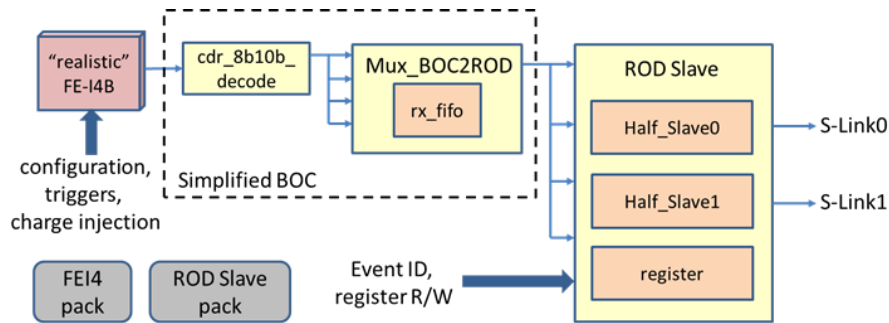 “realistic”
FE-I4B
configuration,
triggers,
charge injection
cdr_8b10b_
decode
Mux_BOC2ROD
rx_fifo
Simplified BOC
ROD Slave
Half_Slave0
Half_Slave1
register
S-Link0
S-Link1
Event ID,
register R/W
FEI4
pack
ROD Slave
pack